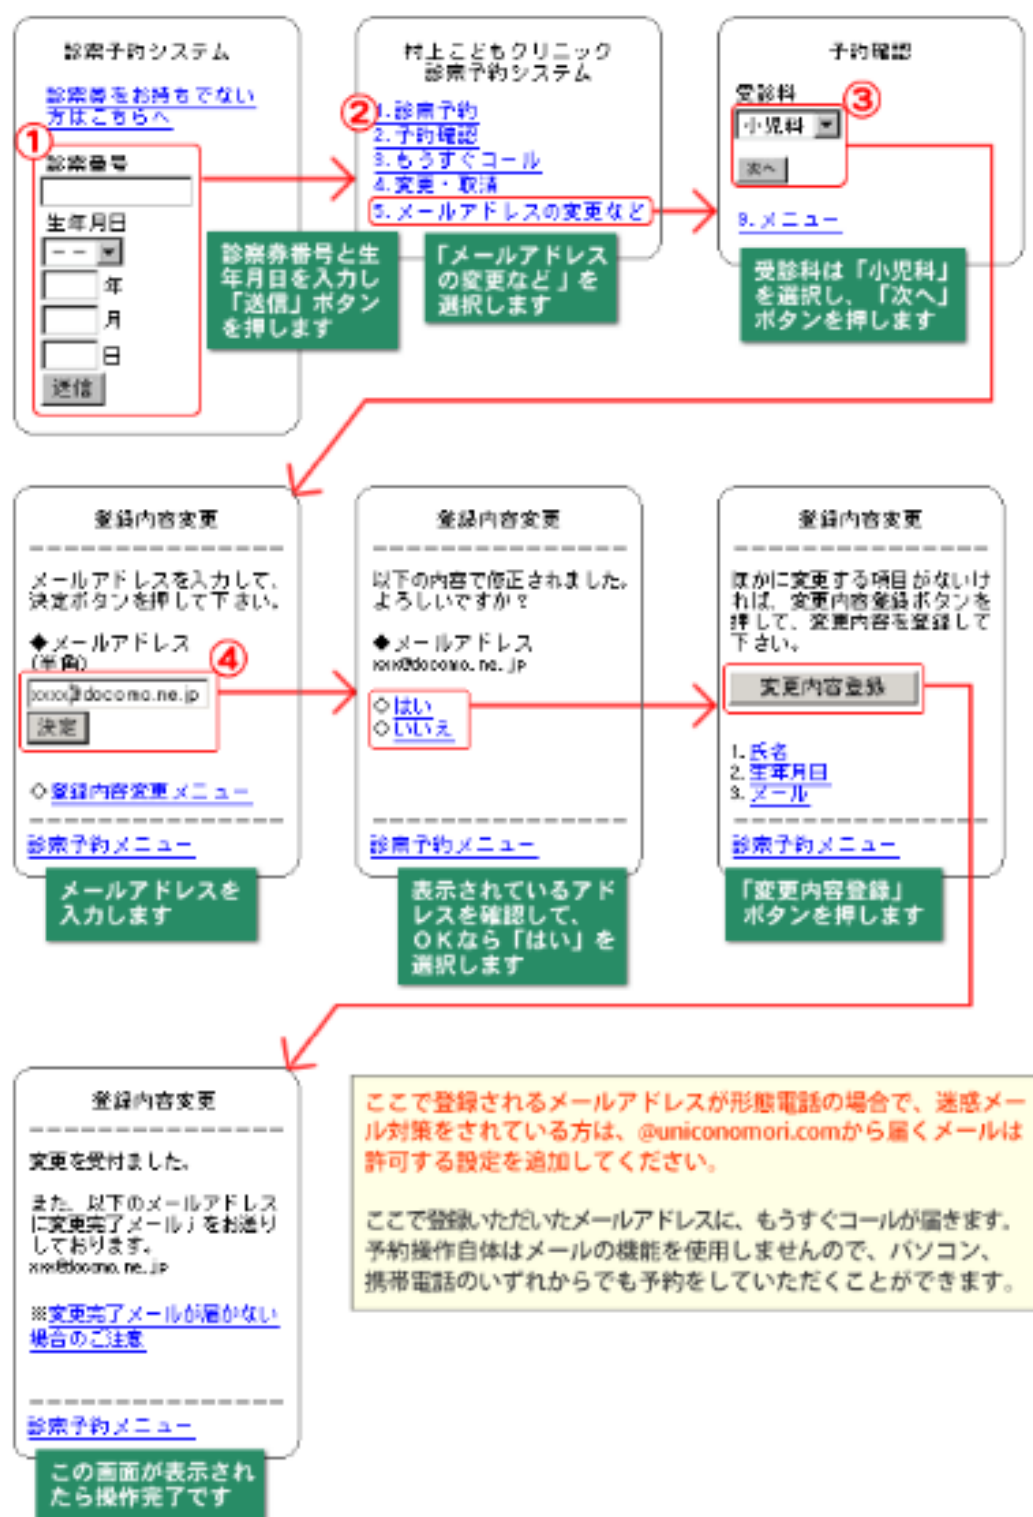 診察予約システム
診察券をお持ちでない
方はこちらへ
①
診察番号
生年月日
--
年
月
日
送信
診察券番号と生
年月日を入力し
「送信」ボタン
を押します
村上こどもクリニック
診察予約システム
②
1.診察予約
2.予約確認
3.もうすぐコール
4.変更・取消
5.メールアドレスの変更など
「メールアドレス
の変更など」を
選択します
予約確認
受診科
③
小児科
次へ
9.メニュー
受診科は「小児科」
を選択し、「次へ」
ボタンを押します
登録内容変更
メールアドレスを入力して、
決定ボタンを押して下さい。
◆メールアドレス
(半角)
④
xxxx@docomo.ne.jp
決定
◇登録内容変更メニュー
診察予約メニュー
メールアドレスを
入力します
登録内容変更
以下の内容で修正されました。
よろしいですか？
◆メールアドレス
xxx@docomo.ne.jp
◇はい
◇いいえ
診察予約メニュー
表示されているアド
レスを確認して、
ＯＫなら「はい」を
選択します
登録内容変更
ほかに変更する項目がないけ
れば、変更内容登録ボタンを
押して、変更内容を登録して
下さい。
変更内容登録
1.氏名
2.生年月日
3.メール
診察予約メニュー
「変更内容登録」
ボタンを押します
登録内容変更
変更を受付ました。
また、以下のメールアドレス
に変更完了メールｊをお送り
しております。
xxx@docomo.ne.jp
※変更完了メールが届かない
場合のご注意
診察予約メニュー
この画面が表示され
たら操作完了です
ここで登録されるメールアドレスが形態電話の場合で、迷惑メー
ル対策をされている方は、@uniconomori.comから届くメールは
許可する設定を追加してください。
ここで登録いただいたメールアドレスに、もうすぐコールが届きます。
予約操作自体はメールの機能を使用しませんので、パソコン、
携帯電話のいずれからでも予約をしていただくことができます。